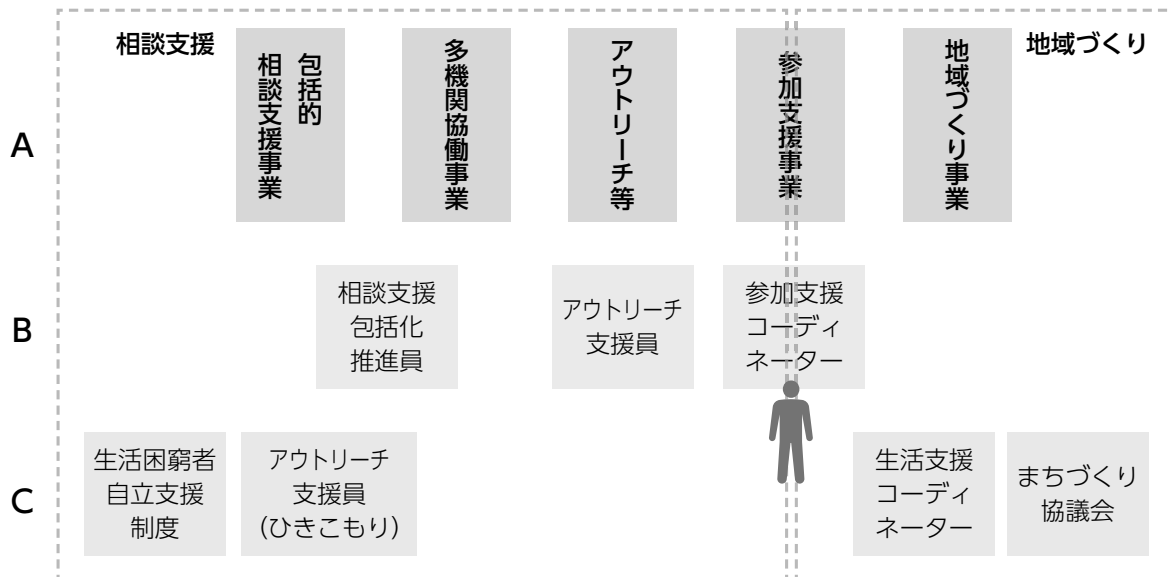 相談支援
地域づくり
A
包括的
相談支援事業
多機関協働事業
アウトリーチ等
参加支援事業
地域づくり事業
B
相談支援
包括化
推進員
アウトリーチ
支援員
参加支援
コーディ
ネーター
C
生活困窮者
自立支援
制度
アウトリーチ
支援員
(ひきこもり)
生活支援
コーディ
ネーター
まちづくり
協議会